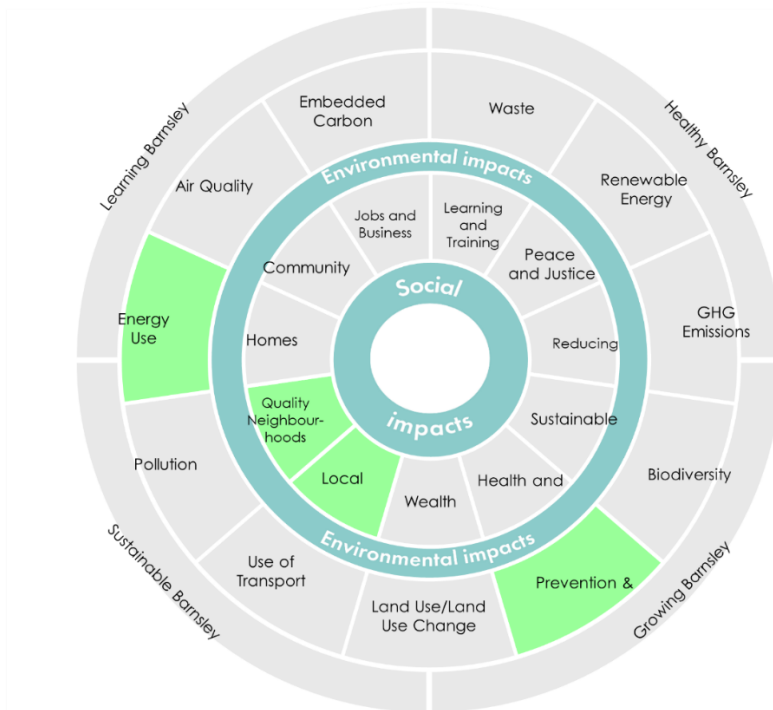 Learning Barnsley
Healthy Barnsley
Embedded
Carbon
Waste
Air Quality
Renewable
Energy
Environmental impacts
Jobs and
Business
Learning
and
Training
Community
Peace
and Justice
Social
Energy
Use
GHG
Emissions
Homes
Reducing
Quality
Neighbour-
hoods
impacts
Sustainable
Pollution
Local
Wealth
Health and
Biodiversity
Environmental impacts
Use of
Transport
Land Use/Land
Use Change
Prevention &
Sustainable Barnsley
Growing Barnsley